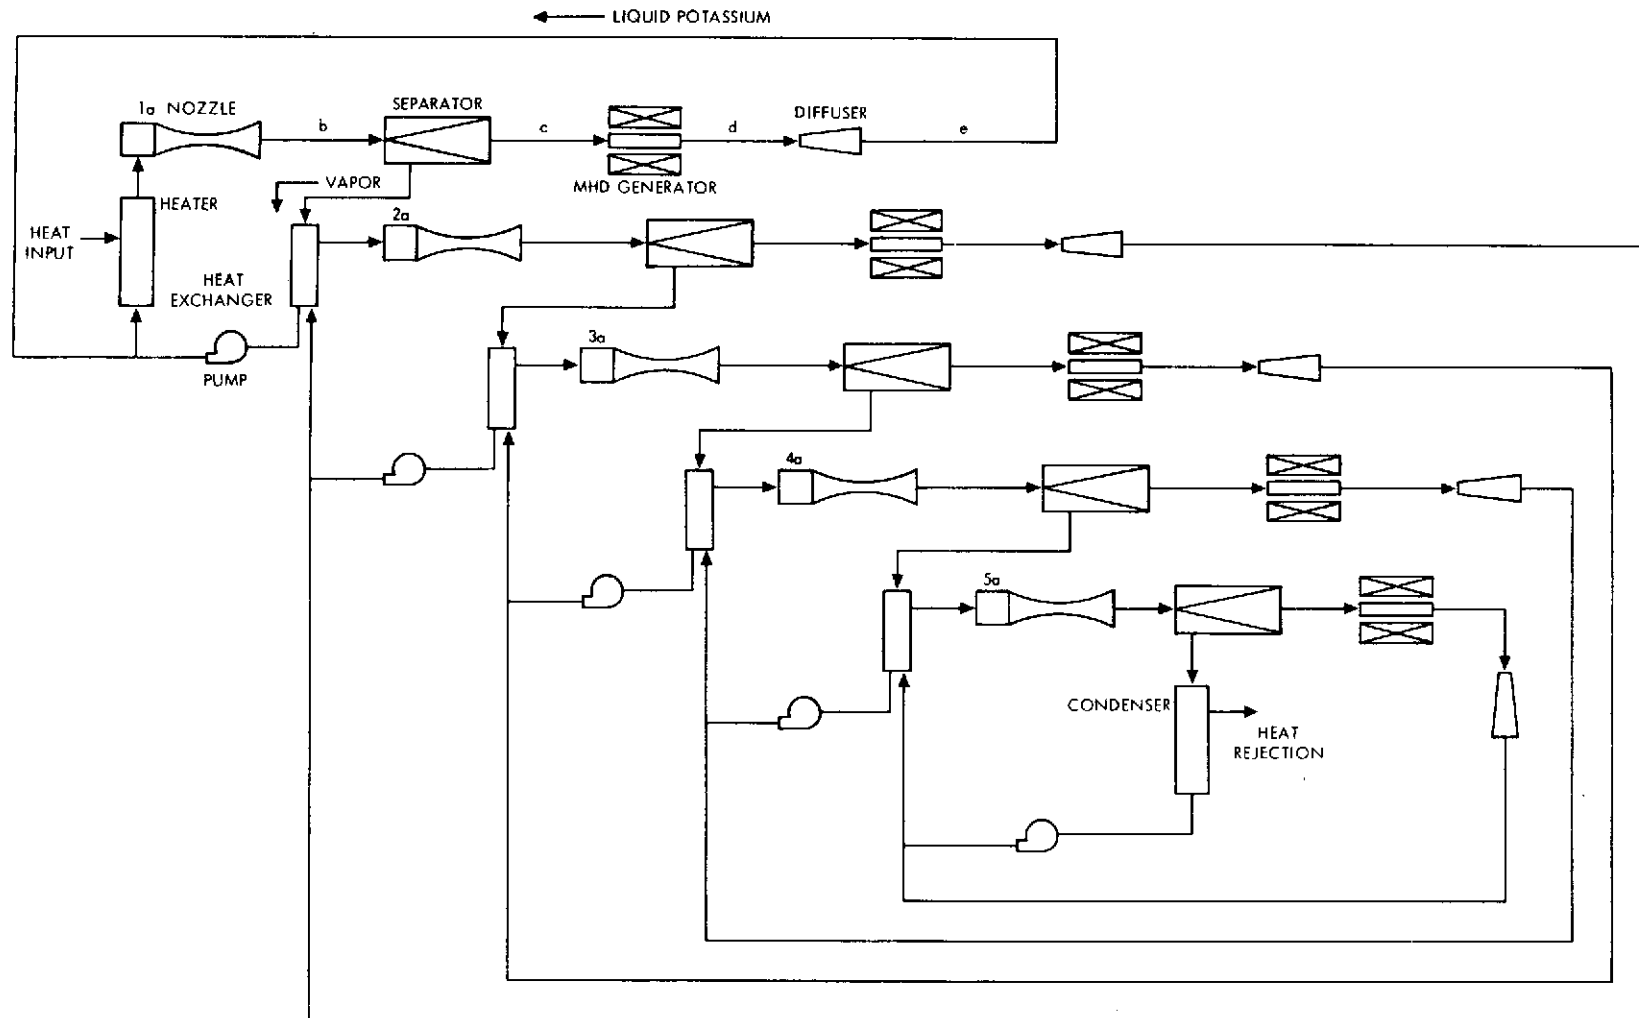 LIQUID POTASSIUM
1a NOZZLE
b
SEPARATOR
c
d
DIFFUSER
e
MHD GENERATOR
VAPOR
HEATER
HEAT
INPUT
2a
HEAT
EXCHANGER
PUMP
3a
4a
5a
CONDENSER
HEAT
REJECTION